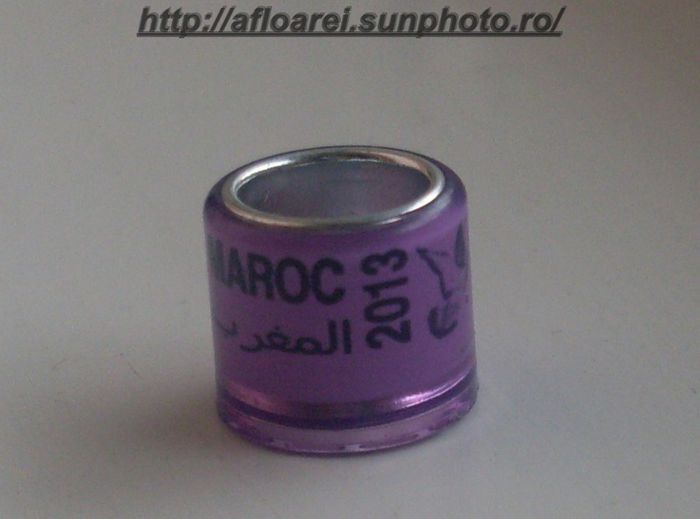 http://afloarei.sunphoto.ro/
MAROC
المغرب
2013